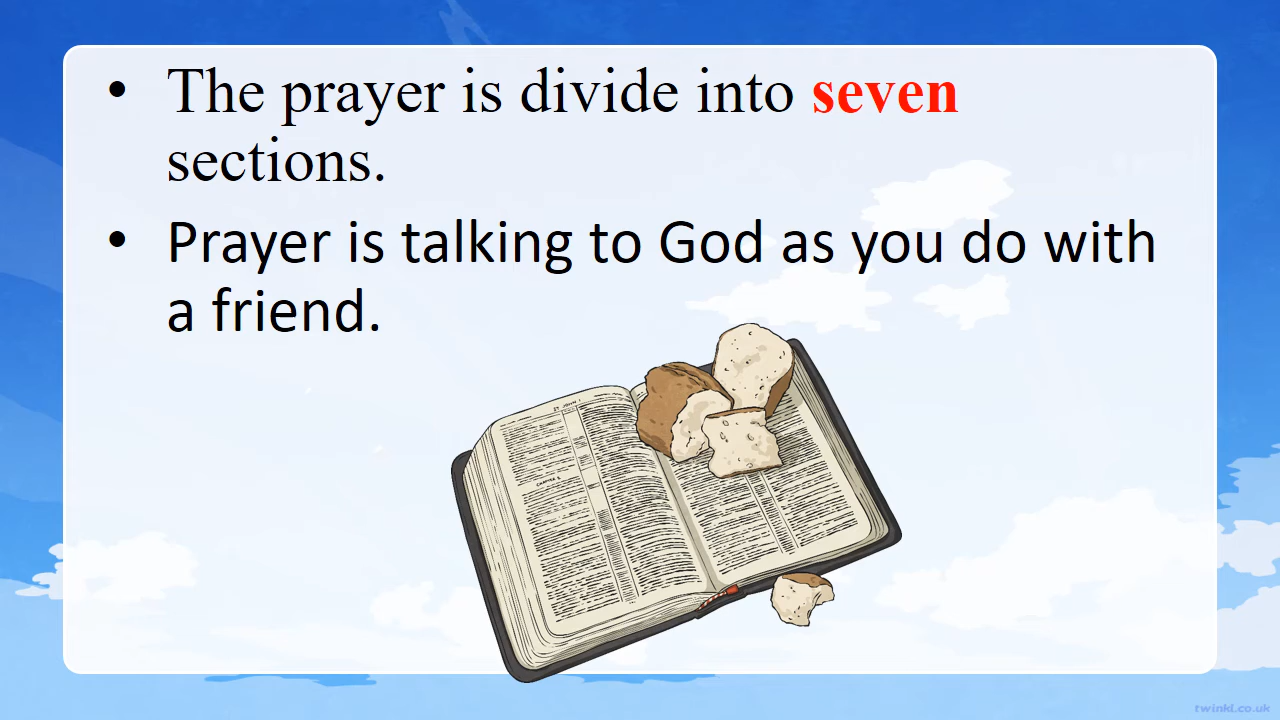 • The prayer is divide into seven
sections.
• Prayer is talking to God as you do with
a friend.
CHAPTER
twinkl.co.uk